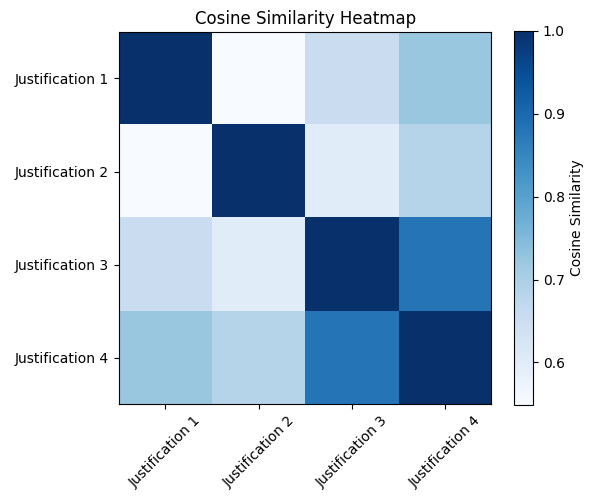 Cosine Similarity Heatmap
Justification 1
Justification 2
Justification 3
Justification 4
Justification 1
Justification 2
Justification 3
Justification 4
1.0
0.9
0.8
0.7
0.6
Cosine Similarity